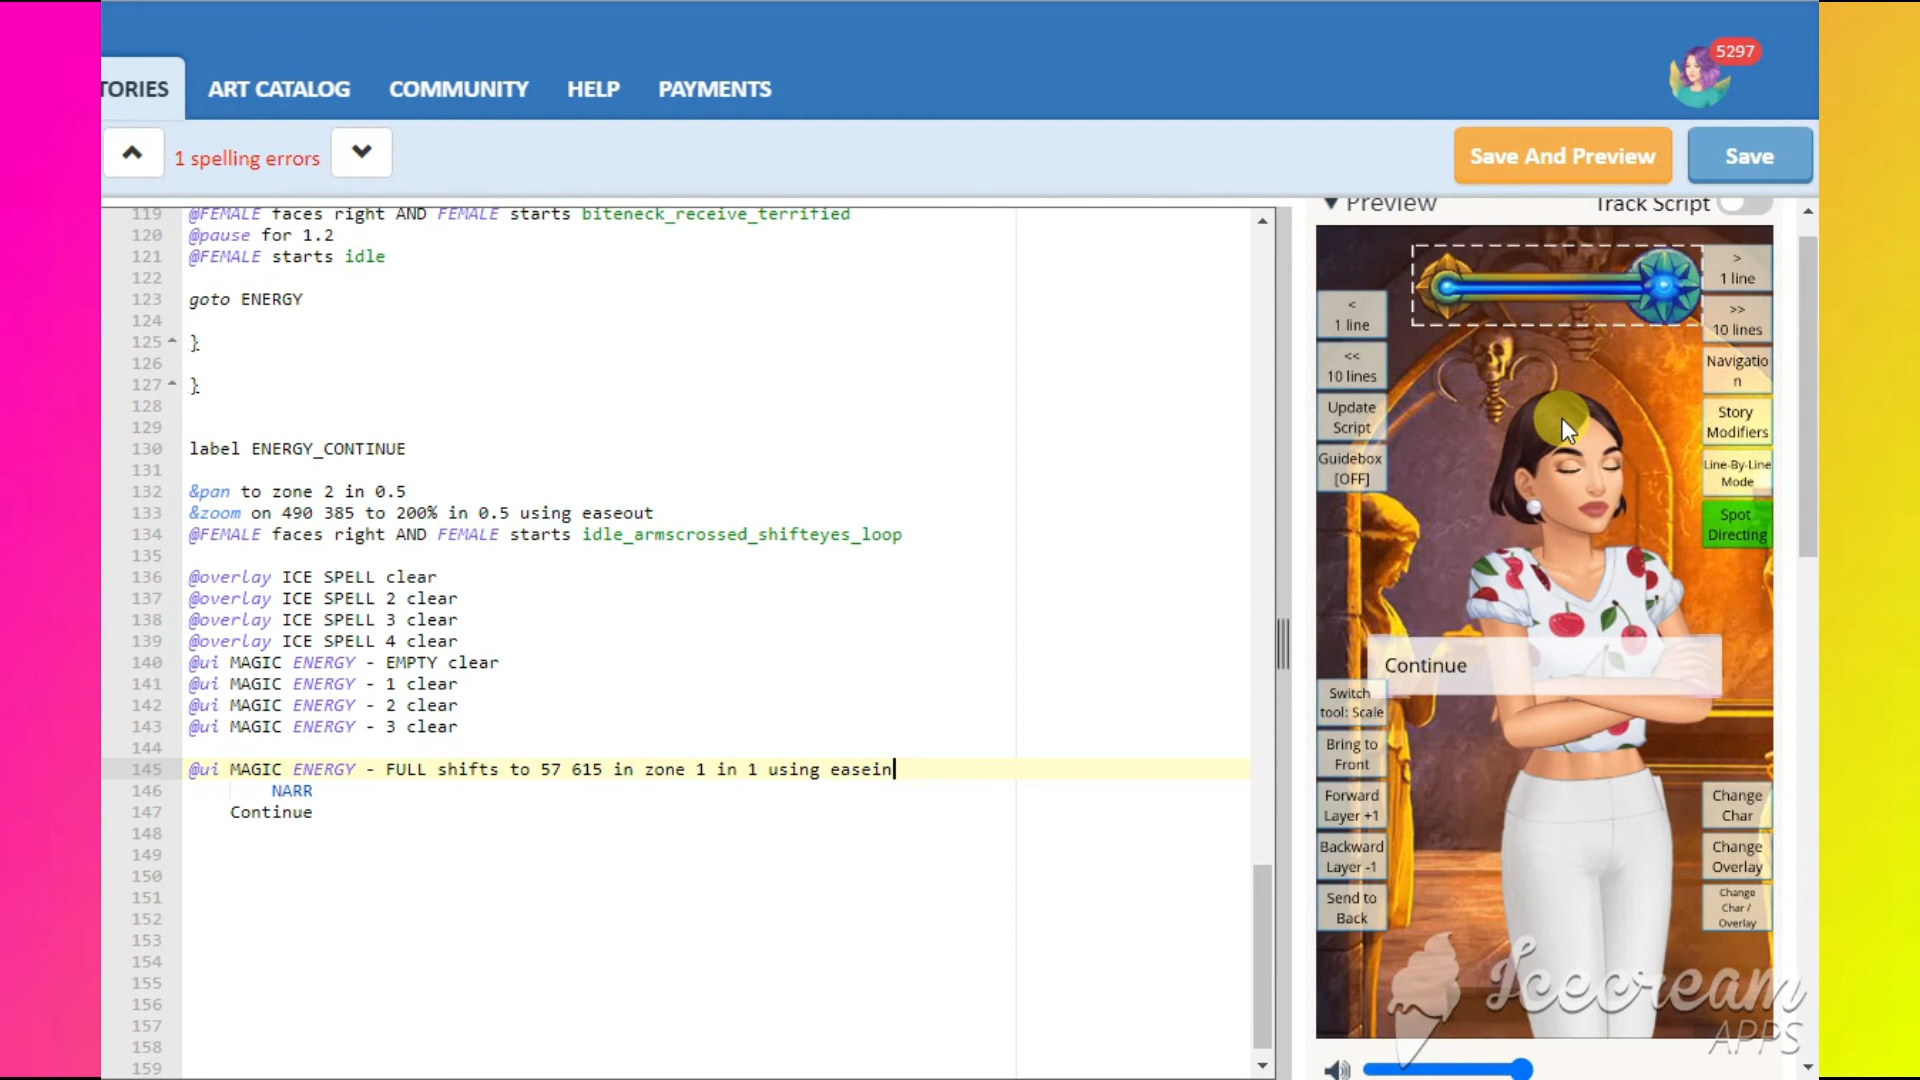 5297
TORIES ART CATALOG COMMUNITY HELP PAYMENTS
1 spelling errors
Save And Preview Save
119 @FEMALE faces right AND FEMALE starts biteneck_receive_terrified
120 @pause for 1.2
121 @FEMALE starts idle
122
123 goto ENERGY
124
125 }
126
127 }
128
129
130 label ENERGY_CONTINUE
131
132 &pan to zone 2 in 0.5
133 &zoom on 490 385 to 200% in 0.5 using easeout
134 @FEMALE faces right AND FEMALE starts idle_armscrossed_shifteyes_loop
135
136 @overlay ICE SPELL clear
137 @overlay ICE SPELL 2 clear
138 @overlay ICE SPELL 3 clear
139 @overlay ICE SPELL 4 clear
140 @ui MAGIC ENERGY - EMPTY clear
141 @ui MAGIC ENERGY - 1 clear
142 @ui MAGIC ENERGY - 2 clear
143 @ui MAGIC ENERGY - 3 clear
144
145 @ui MAGIC ENERGY - FULL shifts to 57 615 in zone 1 in 1 using easein
146 NARR
147 Continue
148
149
150
151
152
153
154
155
156
157
158
159
Preview Track Script
<
1 line
<<
10 lines
Update
Script
Guidebox
[OFF]
>
1 line
>>
10 lines
Navigatio
n
Story
Modifiers
Line-By-Line
Mode
Spot
Directing
Continue
Switch
tool: Scale
Bring to
Front
Forward
Layer +1
Backward
Layer -1
Send to
Back
Change
Char
Change
Overlay
Change
Char /
Overlay
Icecream
APPS